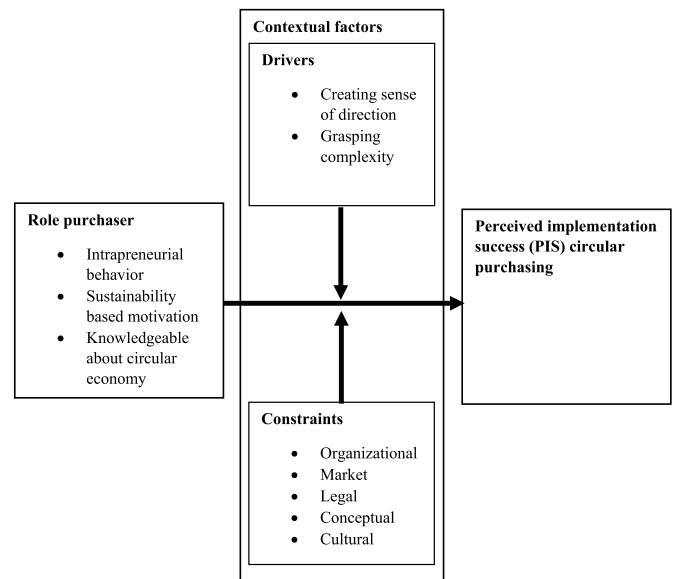 Contextual factors
Drivers
• Creating sense
of direction
• Grasping
complexity
Role purchaser
• Intrapreneurial
behavior
• Sustainability
based motivation
• Knowledgeable
about circular
economy
Perceived implementation
success (PIS) circular
purchasing
Constraints
• Organizational
• Market
• Legal
• Conceptual
• Cultural